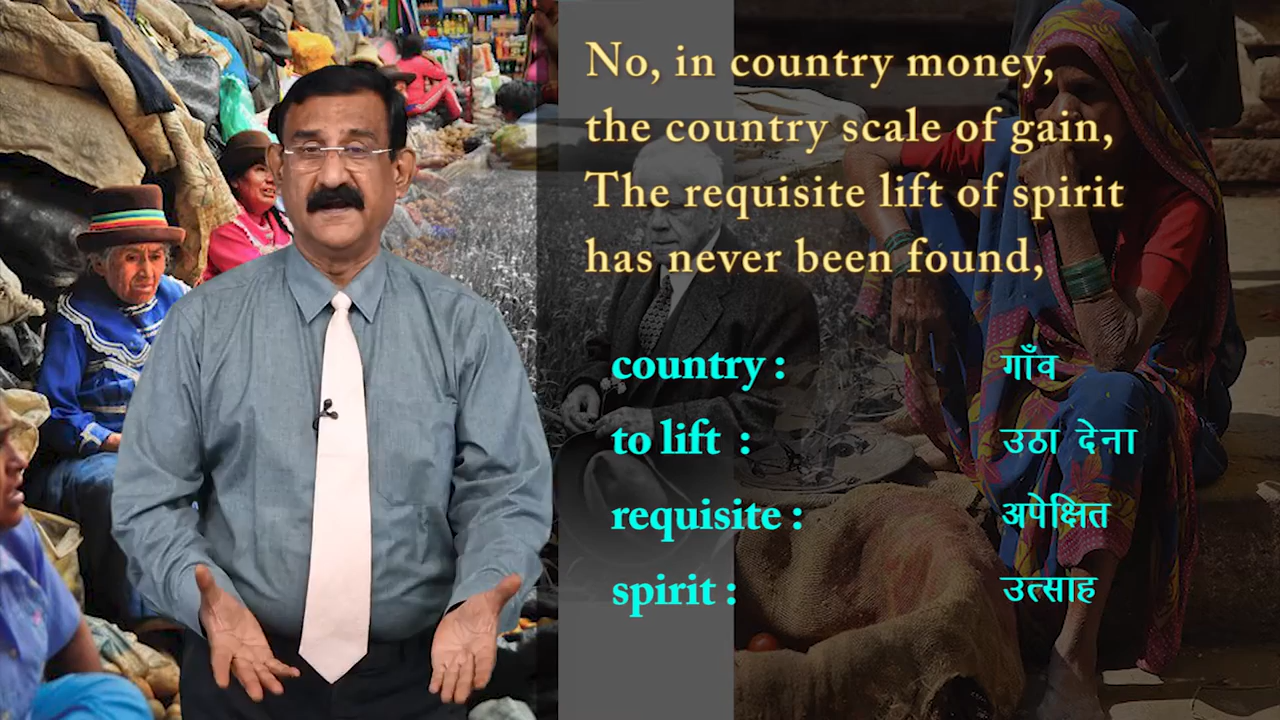 No, in country money,
the country scale of gain,
The requisite lift of spirit
has never been found,
country : गाँव
to lift : उठा देना
requisite : अपेक्षित
spirit : उत्साह